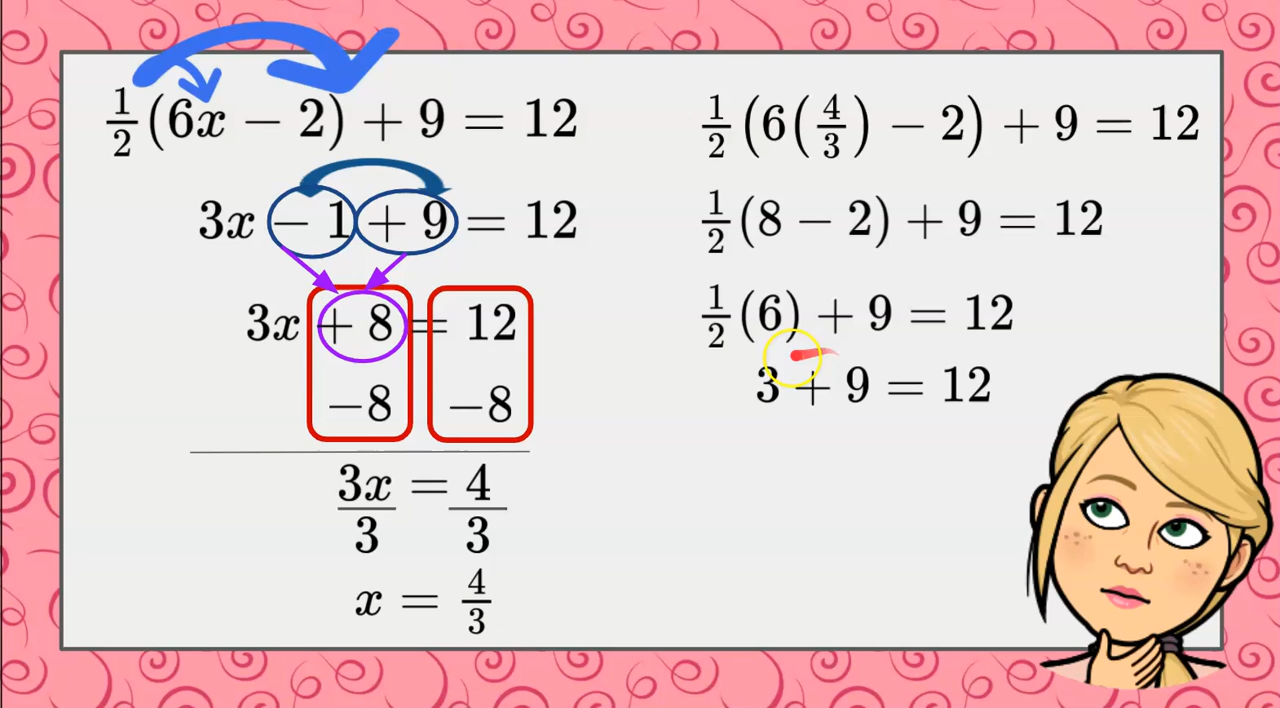 1/2(6x − 2) + 9 = 12
3x − 1 + 9 = 12
3x + 8 = 12
−8 −8
3x/3 = 4/3
x = 4/3
1/2(6(4/3) − 2) + 9 = 12
1/2(8 − 2) + 9 = 12
1/2(6) + 9 = 12
3 + 9 = 12